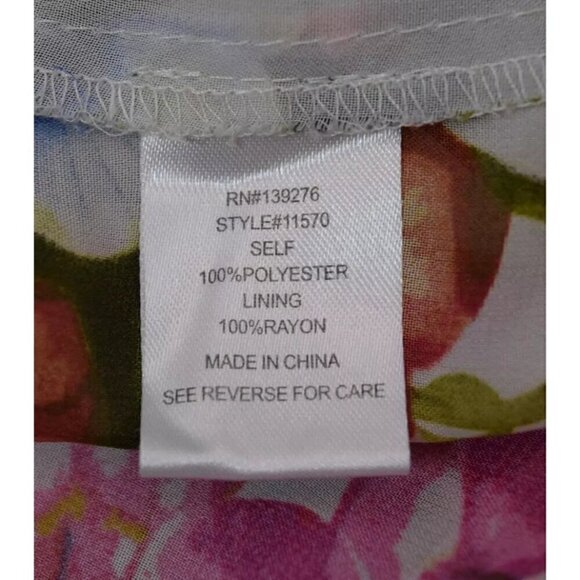 RN#139276
STYLE#11570
SELF
100%POLYESTER
LINING
100%RAYON
MADE IN CHINA
SEE REVERSE FOR CARE